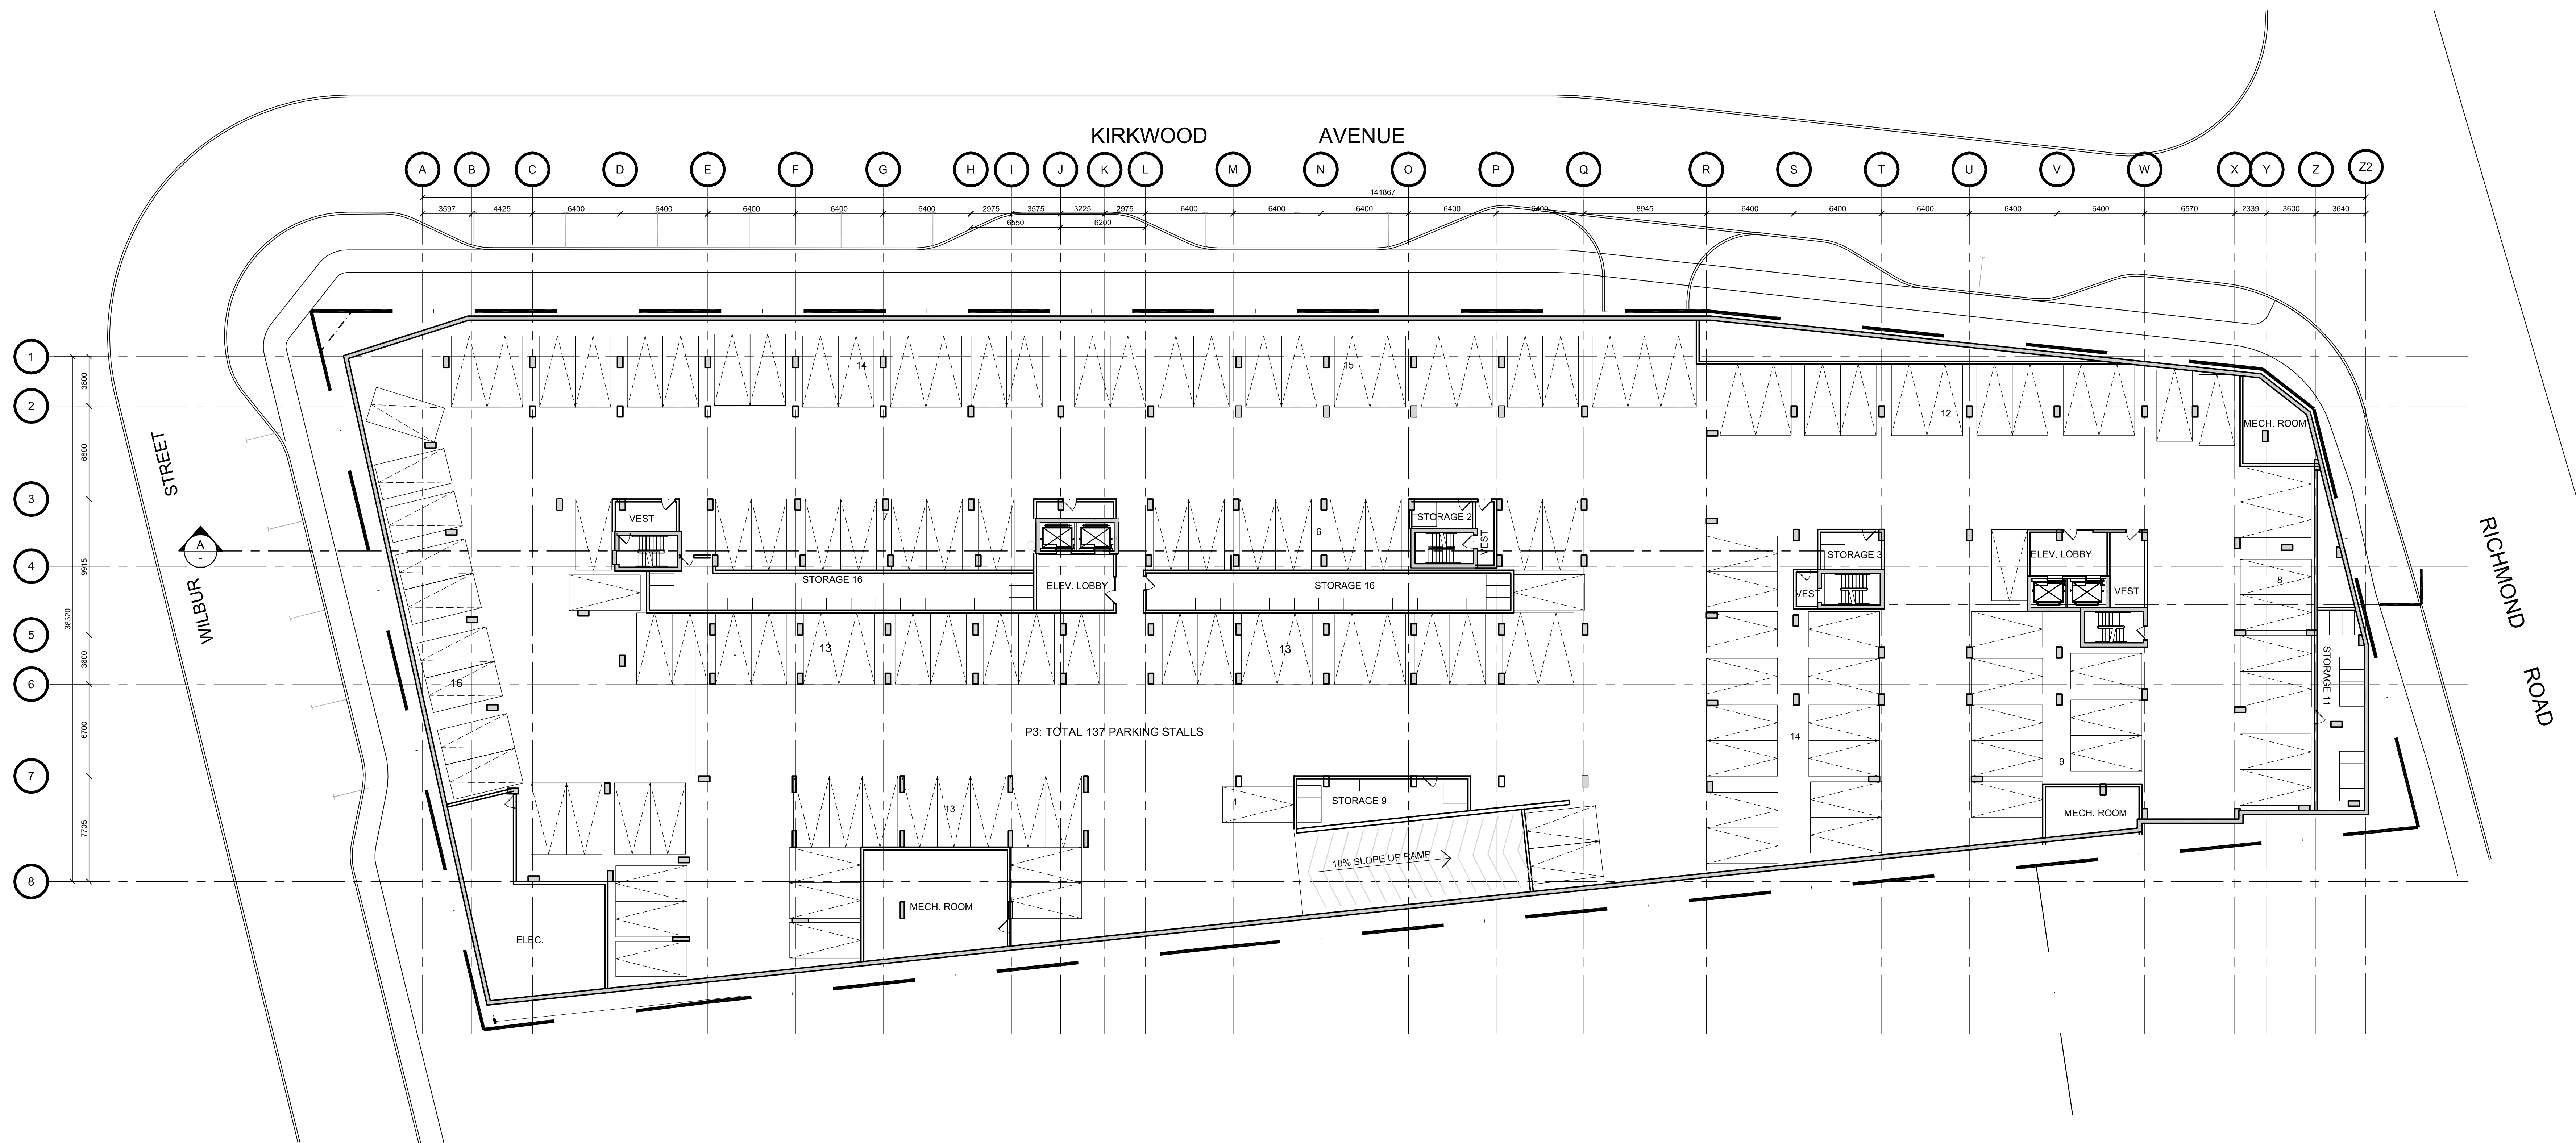 KIRKWOOD AVENUE
A B C D E F G H I J K L M N O P Q R S T U V W X Y Z Z2
141867
3597 4425 6400 6400 6400 6400 6400 2975 3575 3225 2975 6400 6400 6400 6400 6400 8945 6400 6400 6400 6400 6400 6570 2339 3600 3640
6550 6200
1
2
3
4
5
6
7
8
3600
6800
9915
3600
6700
7705
38320
WILBUR STREET
A
-
14
15
12
MECH. ROOM
VEST
7
6
STORAGE 2
VEST
STORAGE 16
ELEV. LOBBY
STORAGE 16
STORAGE 3
VEST
ELEV. LOBBY
VEST
8
RICHMOND ROAD
16
13
13
STORAGE 11
P3: TOTAL 137 PARKING STALLS
14
9
13
1
STORAGE 9
MECH. ROOM
10% SLOPE UP RAMP
MECH. ROOM
ELEC.